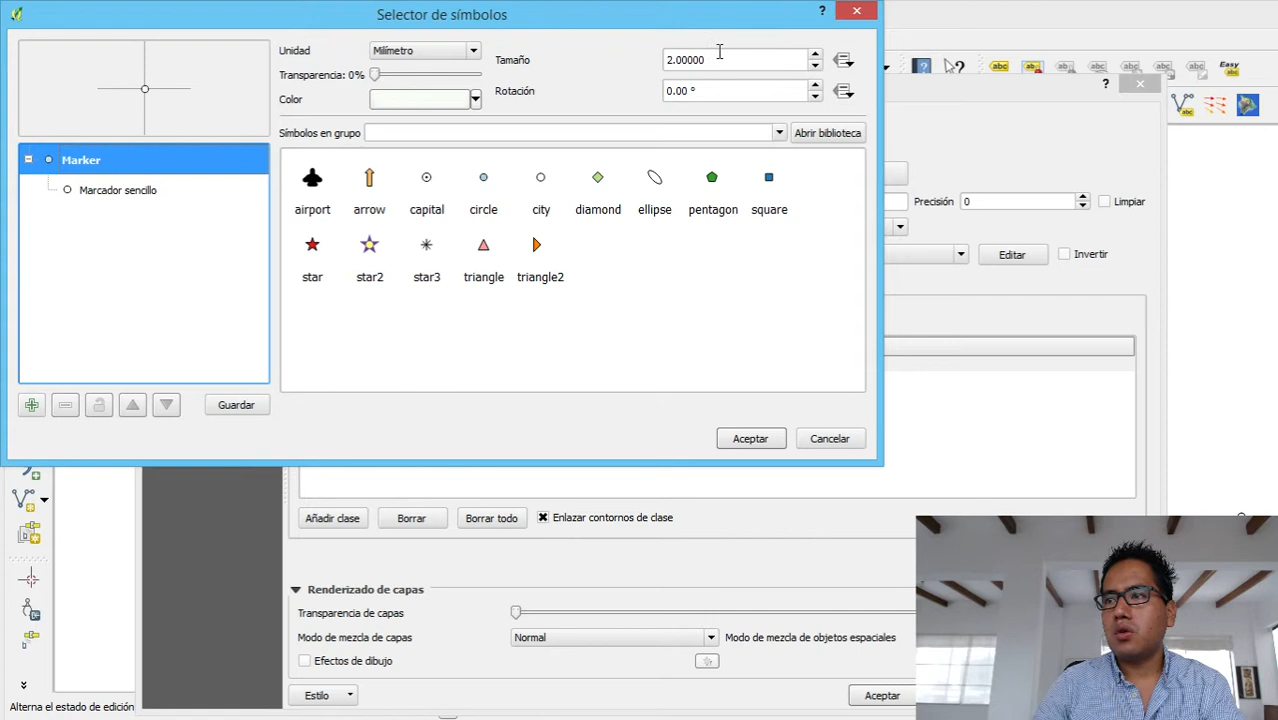 Selector de símbolos
?
Unidad
Milímetro
Tamaño
2.00000
Transparencia: 0%
Rotación
0.00 °
Color
Símbolos en grupo
Abrir biblioteca
Marker
Marcador sencillo
airport
arrow
capital
circle
city
diamond
ellipse
pentagon
square
star
star2
star3
triangle
triangle2
Guardar
Aceptar
Cancelar
abc
Easy
abc
?
Precisión
0
Limpiar
Editar
Invertir
Añadir clase
Borrar
Borrar todo
Enlazar contornos de clase
Renderizado de capas
Transparencia de capas
Modo de mezcla de capas
Normal
Modo de mezcla de objetos espaciales
Efectos de dibujo
Estilo
Aceptar
Alterna el estado de edición